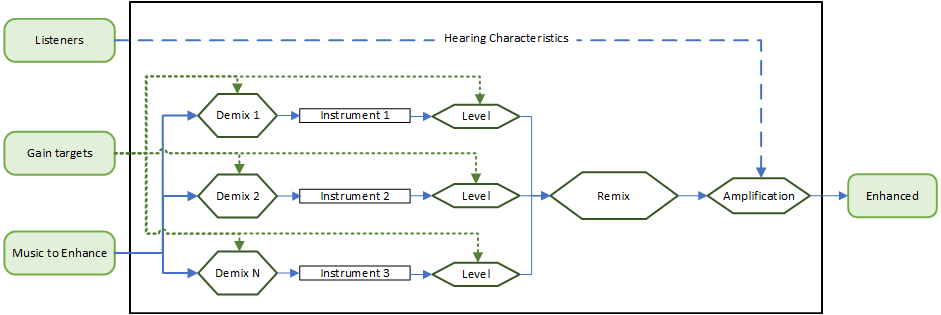 Listeners
Hearing Characteristics
Demix 1
Instrument 1
Level
Gain targets
Demix 2
Instrument 2
Level
Remix
Amplification
Enhanced
Music to Enhance
Demix N
Instrument 3
Level